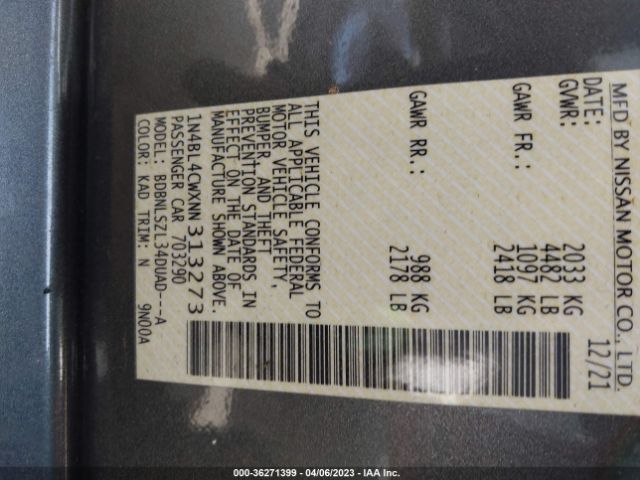 MFD BY NISSAN MOTOR CO., LTD.
DATE: 12/21
GVWR: 2033 KG
4482 LB
GAWR FR.: 1097 KG
2418 LB
GAWR RR.: 988 KG
2178 LB
THIS VEHICLE CONFORMS TO
ALL APPLICABLE FEDERAL
MOTOR VEHICLE SAFETY,
BUMPER, AND THEFT
PREVENTION STANDARDS IN
EFFECT ON THE DATE OF
MANUFACTURE SHOWN ABOVE.
1N4BL4CWXNN313273
PASSENGER CAR 703290
MODEL: BDBNLSZL34DUAD---A
COLOR: KAD TRIM: N 9N00A
000-36271399 - 04/06/2023 - IAA Inc.